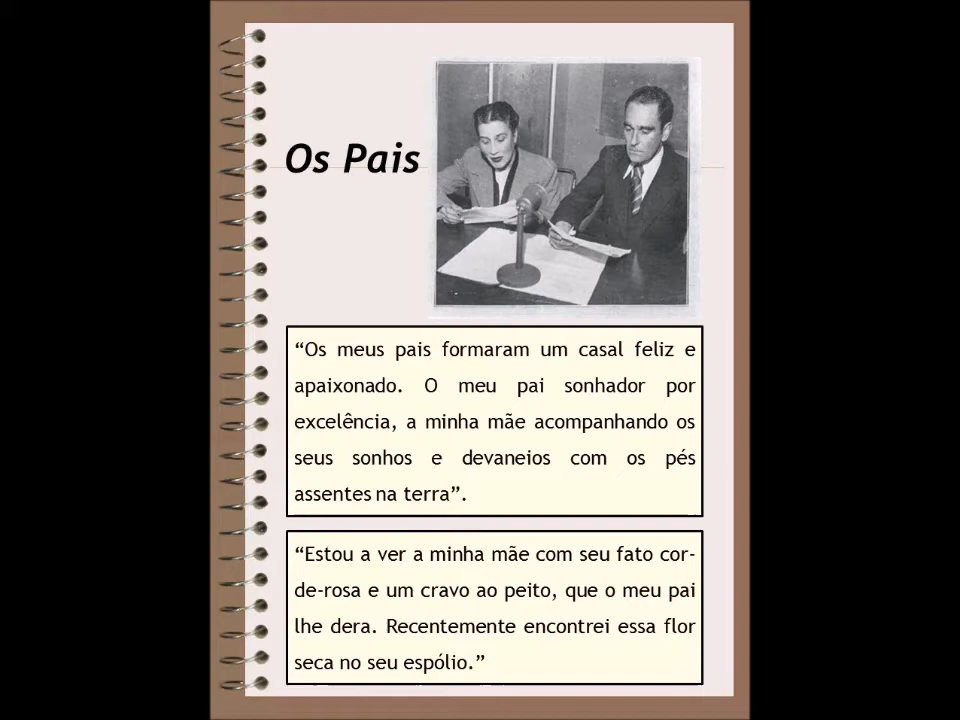 Os Pais
“Os meus pais formaram um casal feliz e
apaixonado. O meu pai sonhador por
excelência, a minha mãe acompanhando os
seus sonhos e devaneios com os pés
assentes na terra”.
“Estou a ver a minha mãe com seu fato cor-
de-rosa e um cravo ao peito, que o meu pai
lhe dera. Recentemente encontrei essa flor
seca no seu espólio.”